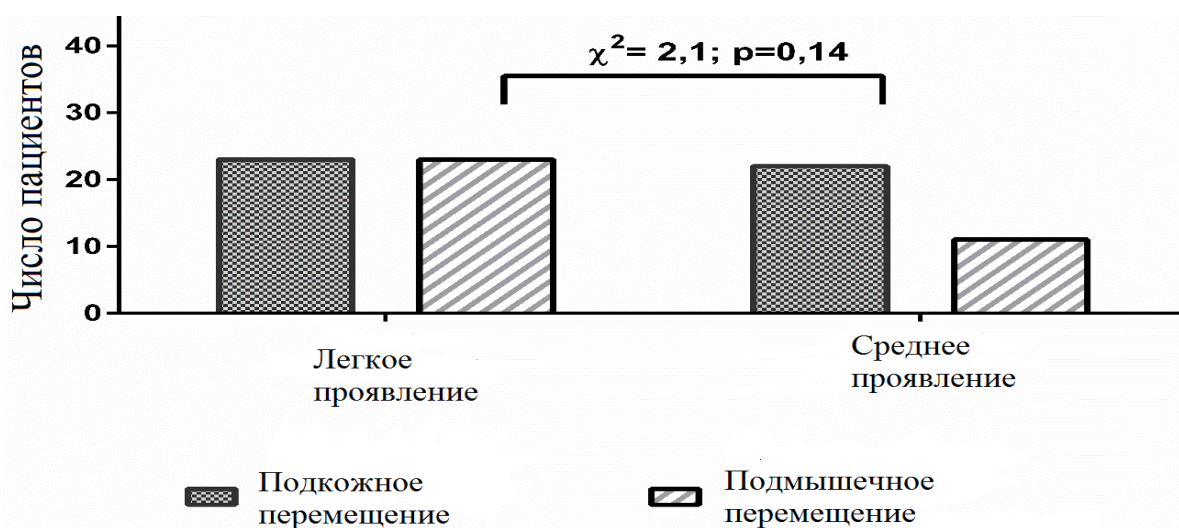 Число пациентов
40
30
20
10
0
χ²= 2,1; p=0,14
Легкое
проявление
Среднее
проявление
Подкожное
перемещение
Подмышечное
перемещение